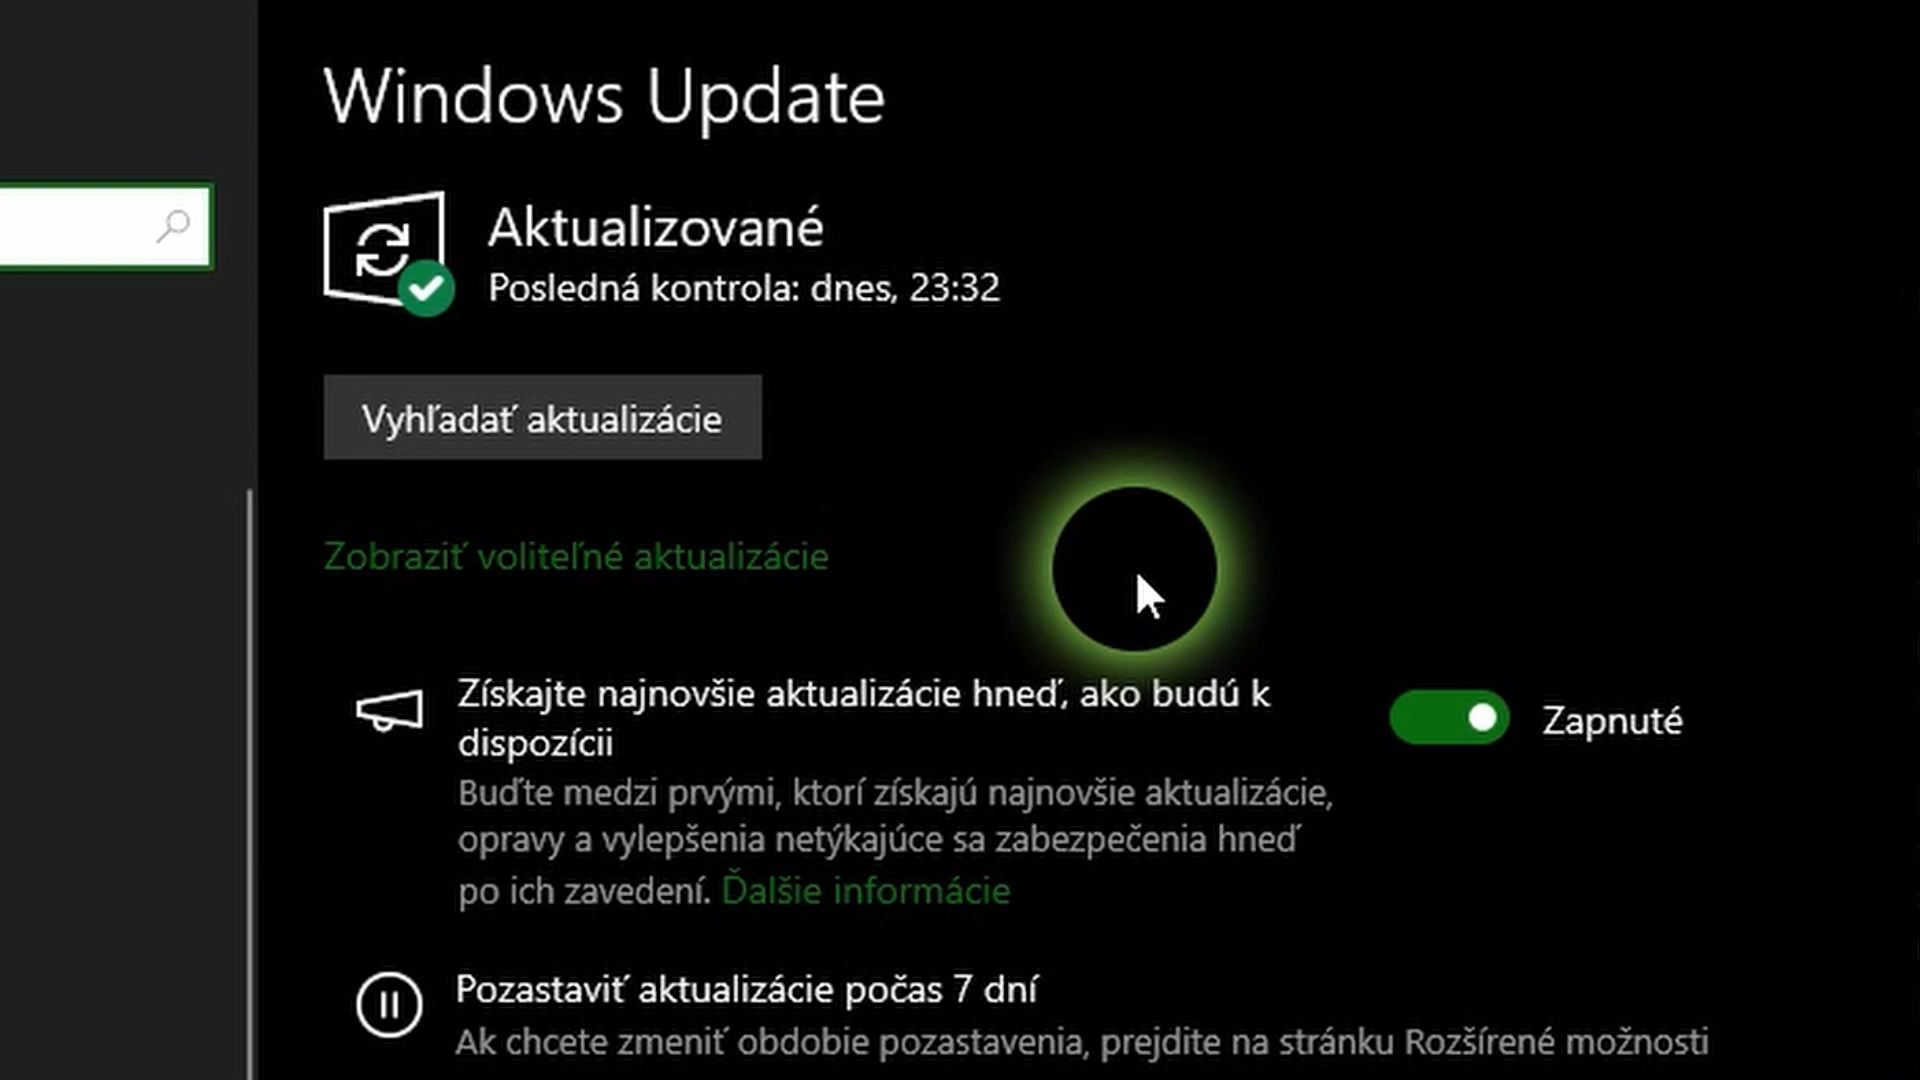 Windows Update
Aktualizované
Posledná kontrola: dnes, 23:32
Vyhľadať aktualizácie
Zobraziť voliteľné aktualizácie
Získajte najnovšie aktualizácie hneď, ako budú k
dispozícii
Zapnuté
Buďte medzi prvými, ktorí získajú najnovšie aktualizácie,
opravy a vylepšenia netýkajúce sa zabezpečenia hneď
po ich zavedení. Ďalšie informácie
Pozastaviť aktualizácie počas 7 dní
Ak chcete zmeniť obdobie pozastavenia, prejdite na stránku Rozšírené možnosti